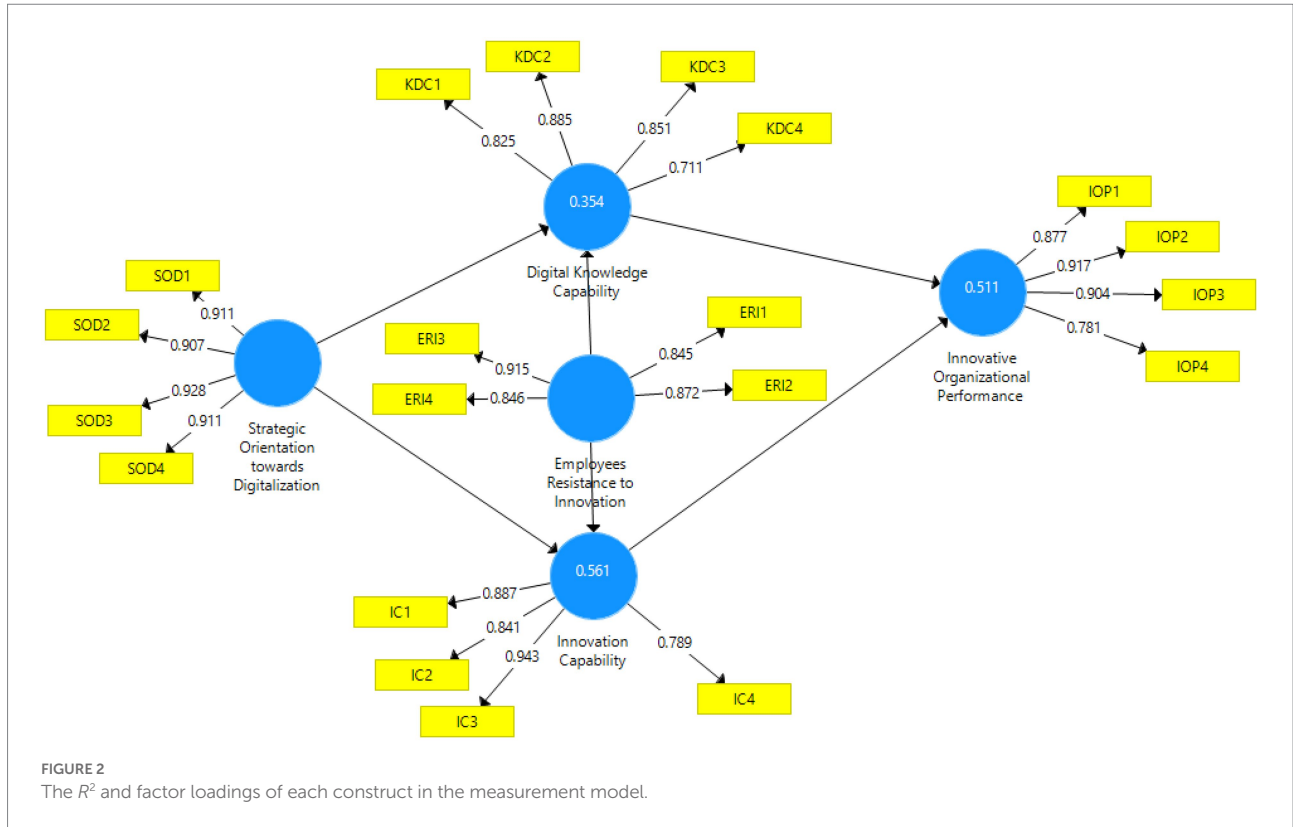 KDC1
KDC2
KDC3
KDC4
0.825
0.885
0.851
0.711
0.354
Digital Knowledge
Capability
SOD1
SOD2
SOD3
SOD4
0.911
0.907
0.928
0.911
Strategic
Orientation
towards
Digitalization
ERI3
ERI4
0.915
0.846
ERI1
ERI2
0.845
0.872
Employees
Resistance to
Innovation
IOP1
IOP2
IOP3
IOP4
0.877
0.917
0.904
0.781
0.511
Innovative
Organizational
Performance
0.561
Innovation
Capability
IC1
IC2
IC3
IC4
0.887
0.841
0.943
0.789
FIGURE 2
The R² and factor loadings of each construct in the measurement model.